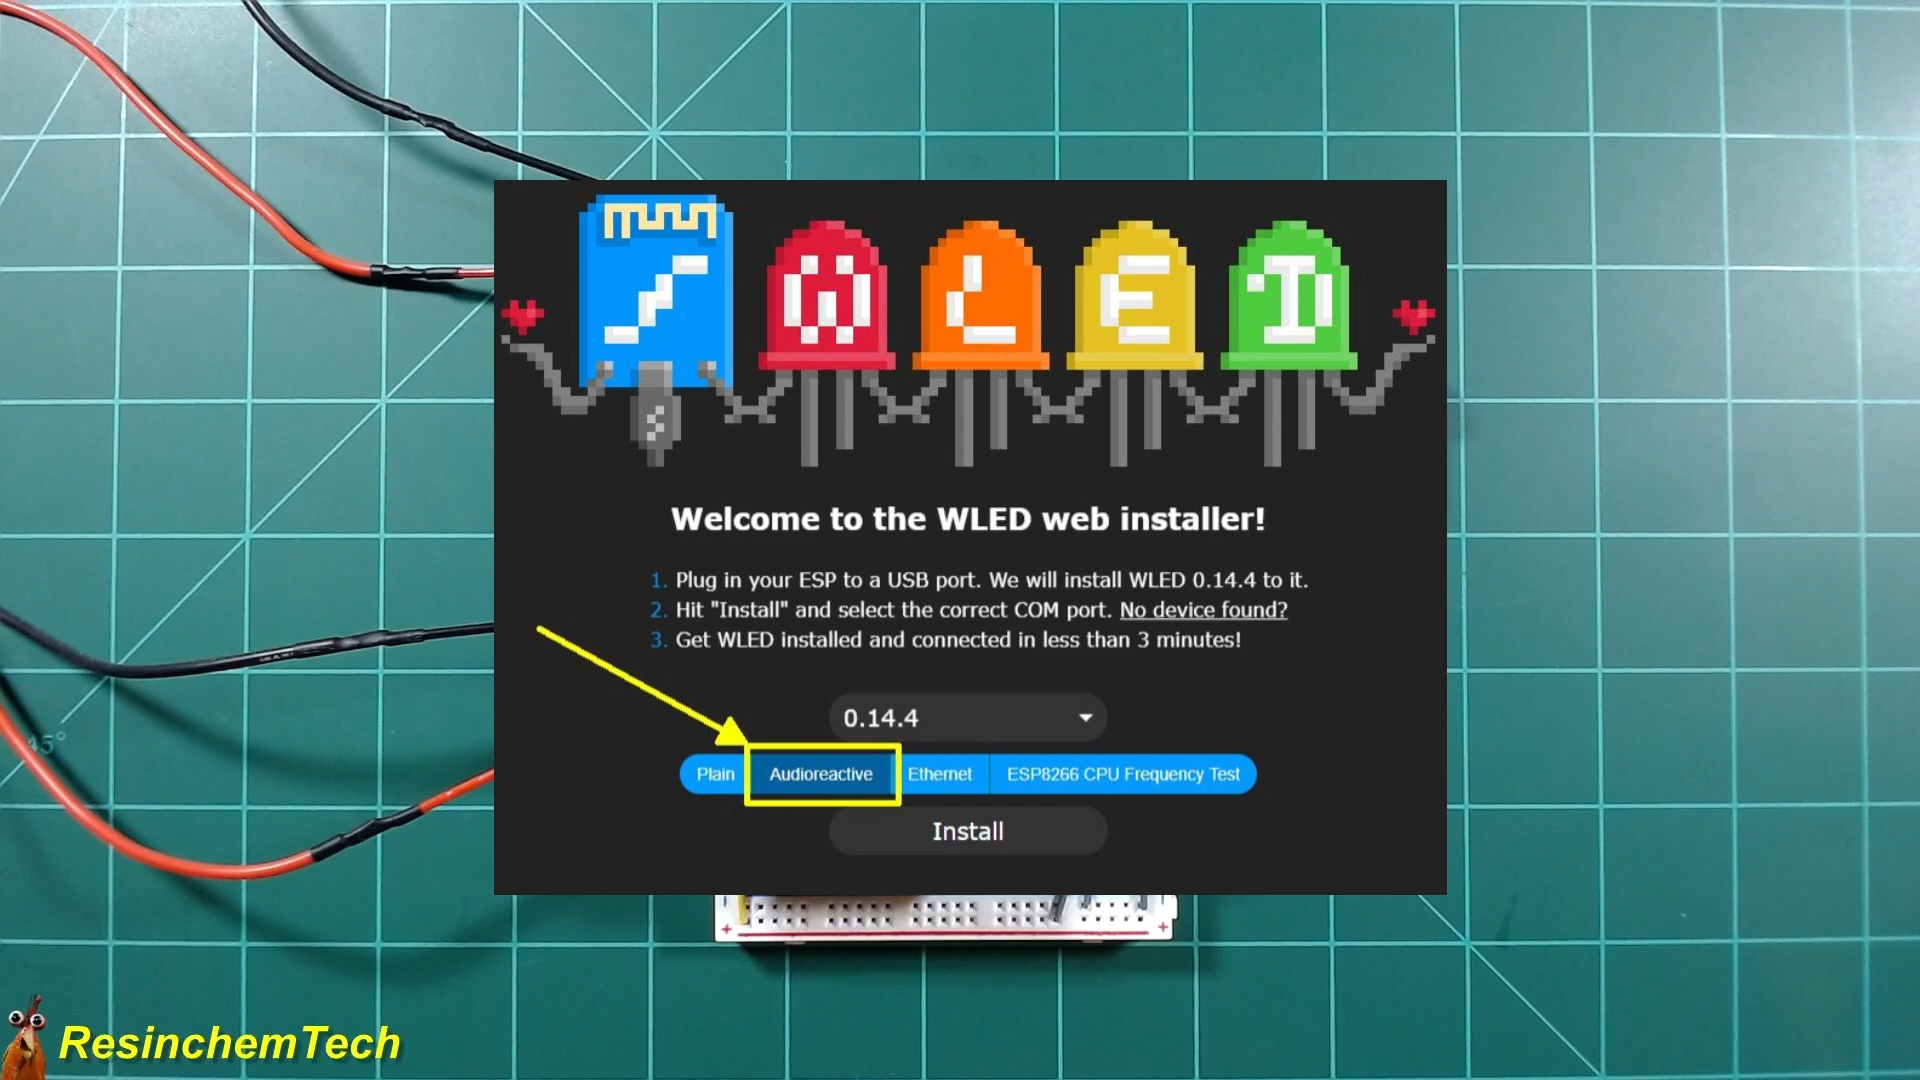 WLED
Welcome to the WLED web installer!
1. Plug in your ESP to a USB port. We will install WLED 0.14.4 to it.
2. Hit "Install" and select the correct COM port. No device found?
3. Get WLED installed and connected in less than 3 minutes!
0.14.4
Plain Audioreactive Ethernet ESP8266 CPU Frequency Test
Install
45°
+ +
ResinchemTech